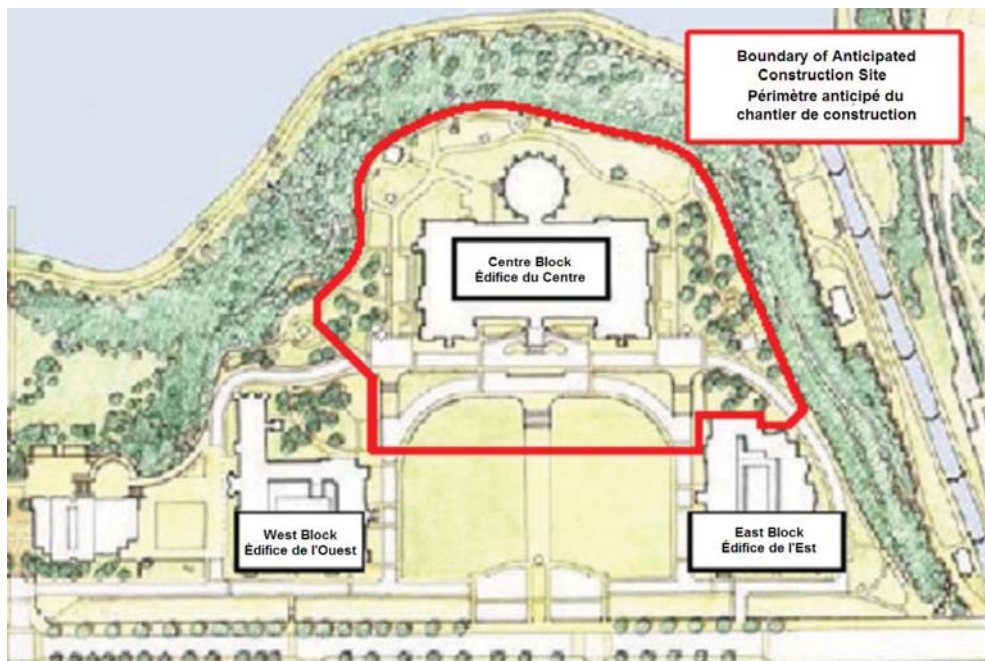 Boundary of Anticipated
Construction Site
Périmètre anticipé du
chantier de construction
Centre Block
Édifice du Centre
West Block
Édifice de l'Ouest
East Block
Édifice de l'Est